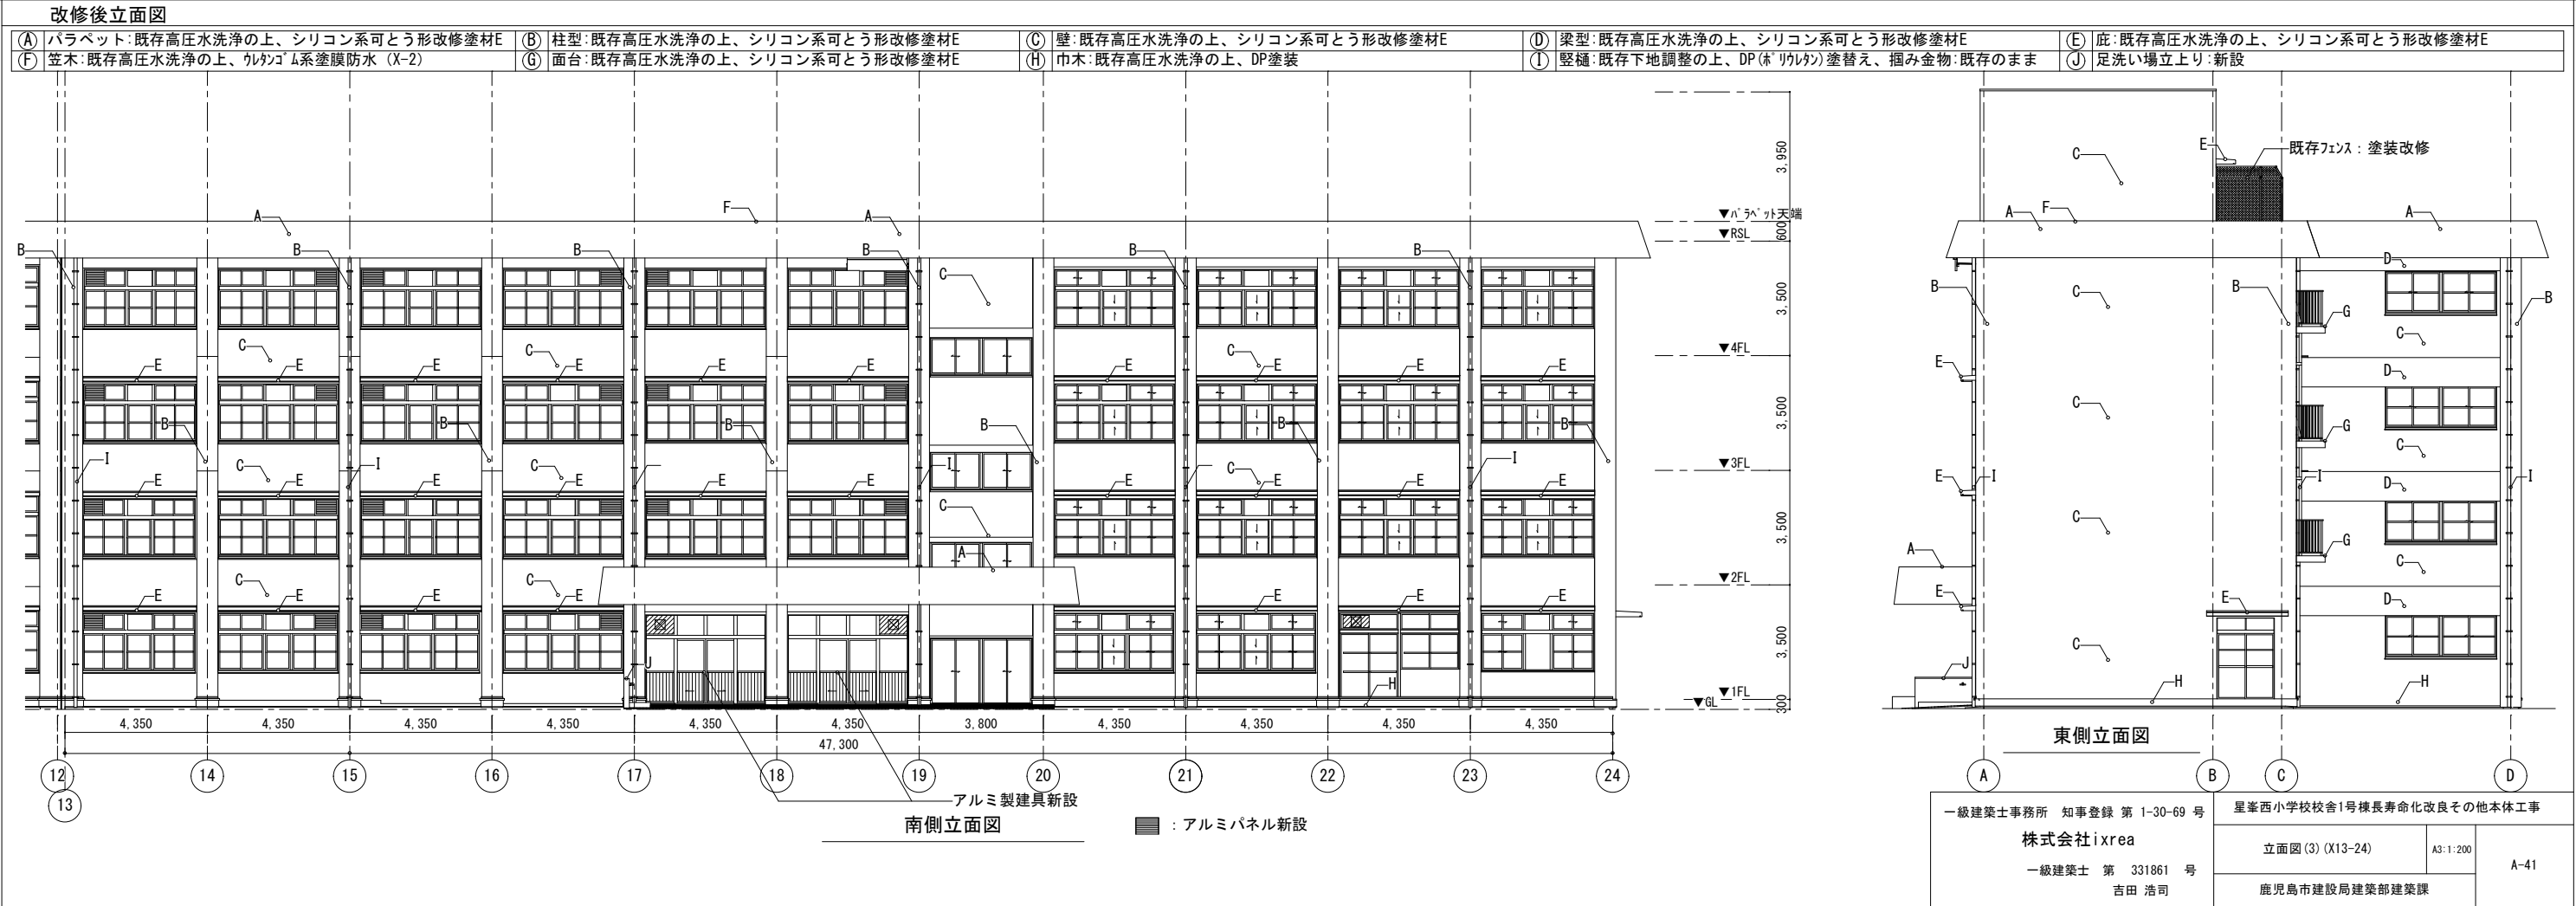 改修後立面図
Ⓐ パラペット:既存高圧水洗浄の上、シリコン系可とう形改修塗材E Ⓑ 柱型:既存高圧水洗浄の上、シリコン系可とう形改修塗材E Ⓒ 壁:既存高圧水洗浄の上、シリコン系可とう形改修塗材E Ⓓ 梁型:既存高圧水洗浄の上、シリコン系可とう形改修塗材E Ⓔ 庇:既存高圧水洗浄の上、シリコン系可とう形改修塗材E
Ⓕ 笠木:既存高圧水洗浄の上、ｳﾚﾀﾝｺﾞﾑ系塗膜防水 (X-2) Ⓖ 面台:既存高圧水洗浄の上、シリコン系可とう形改修塗材E Ⓗ 巾木:既存高圧水洗浄の上、DP塗装 Ⓘ 竪樋:既存下地調整の上、DP(ﾎﾟﾘｳﾚﾀﾝ)塗替え、掴み金物:既存のまま Ⓙ 足洗い場立上り:新設
A F A
B B B B B B
C
C C C
E E E E E E E E E E
B B B B B B
I C I C I C I
E E E E E E E E E E
C
A
C C
E E E E E E E
J
H
4,350 4,350 4,350 4,350 4,350 4,350 3,800 4,350 4,350 4,350 4,350
47,300
12 14 15 16 17 18 19 20 21 22 23 24
13
アルミ製建具新設
南側立面図
:アルミパネル新設
3,950
▼ﾊﾟﾗﾍﾟｯﾄ天端
600
▼RSL
3,500
▼4FL
3,500
▼3FL
3,500
▼2FL
3,500
▼1FL
300
▼GL
C E 既存ﾌｪﾝｽ:塗装改修
A F A
D
B C B G B
C
E D
C G
C
E I I D I
C G
A C
E E D
C
J H H
東側立面図
A B C D
一級建築士事務所 知事登録 第 1-30-69 号
株式会社ixrea
一級建築士 第 331861 号
吉田 浩司
星峯西小学校校舎1号棟長寿命化改良その他本体工事
立面図(3)(X13-24) A3:1:200
A-41
鹿児島市建設局建築部建築課